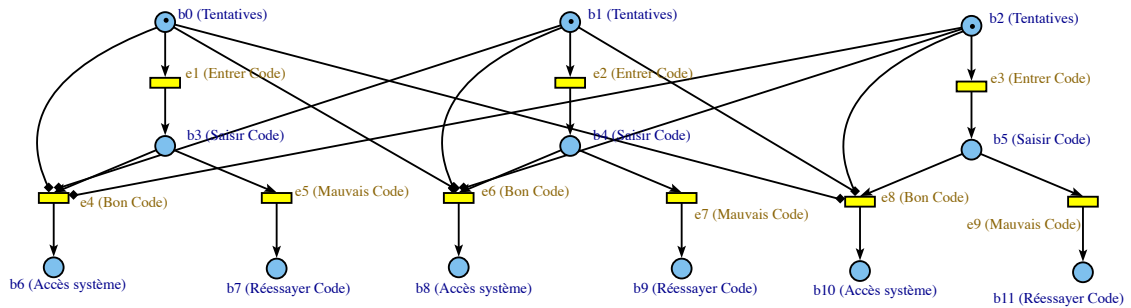 b0 (Tentatives)
b1 (Tentatives)
b2 (Tentatives)
e1 (Entrer Code)
e2 (Entrer Code)
e3 (Entrer Code)
b3 (Saisir Code)
b4 (Saisir Code)
b5 (Saisir Code)
e4 (Bon Code)
e5 (Mauvais Code)
e6 (Bon Code)
e7 (Mauvais Code)
e8 (Bon Code)
e9 (Mauvais Code)
b6 (Accès système)
b7 (Réessayer Code)
b8 (Accès système)
b9 (Réessayer Code)
b10 (Accès système)
b11 (Réessayer Code)